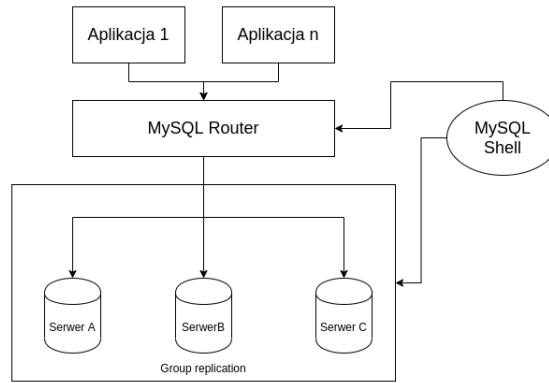 Aplikacja 1
Aplikacja n
MySQL Router
MySQL
Shell
Serwer A
SerwerB
Serwer C
Group replication